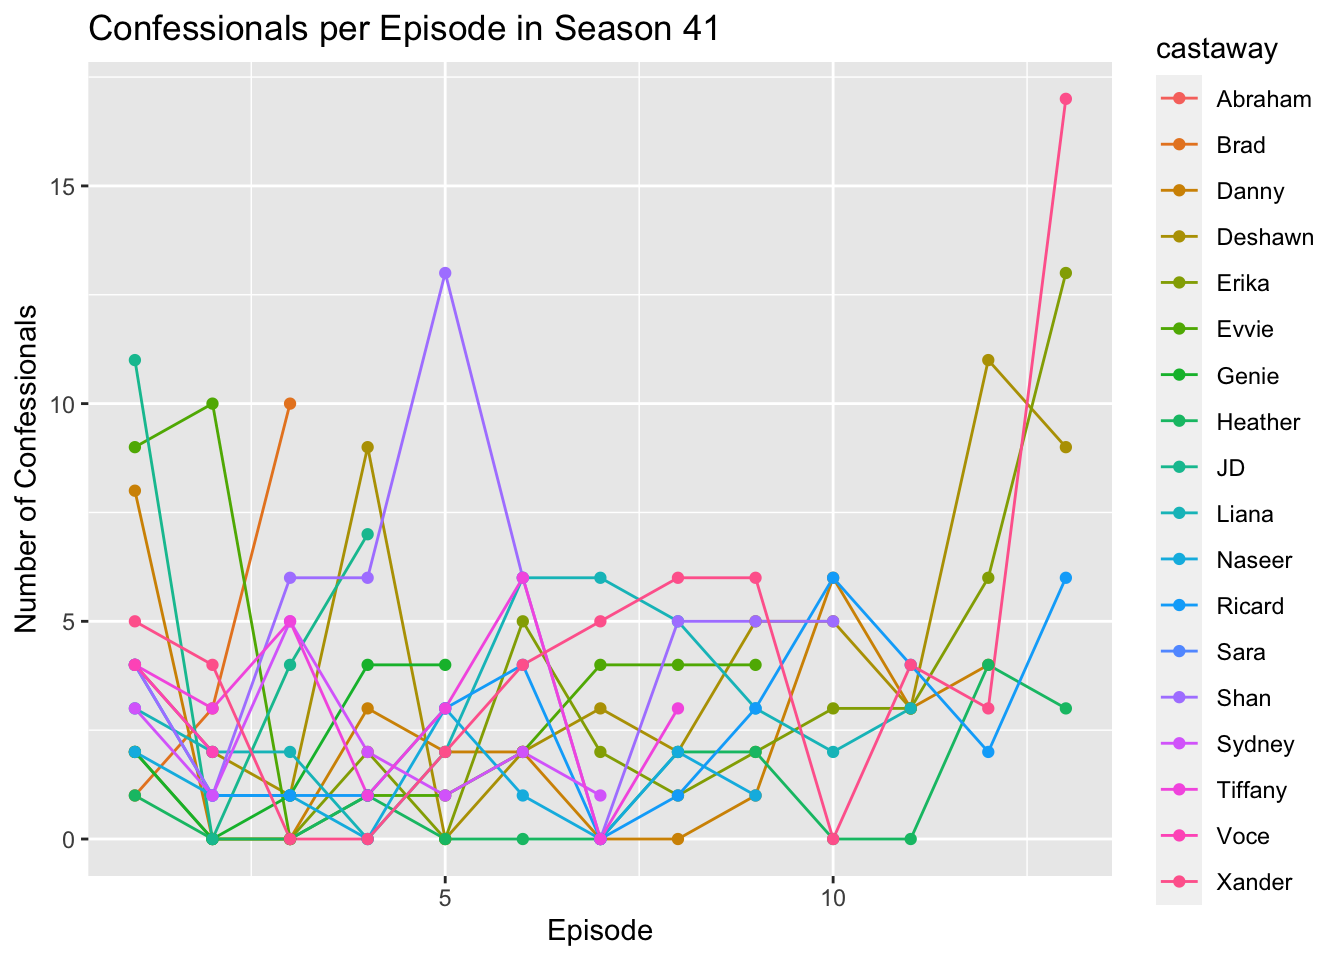 Confessionals per Episode in Season 41
castaway
Abraham
Brad
Danny
Deshawn
Erika
Evvie
Genie
Heather
JD
Liana
Naseer
Ricard
Sara
Shan
Sydney
Tiffany
Voce
Xander
Number of Confessionals
15
10
5
0
5
10
Episode